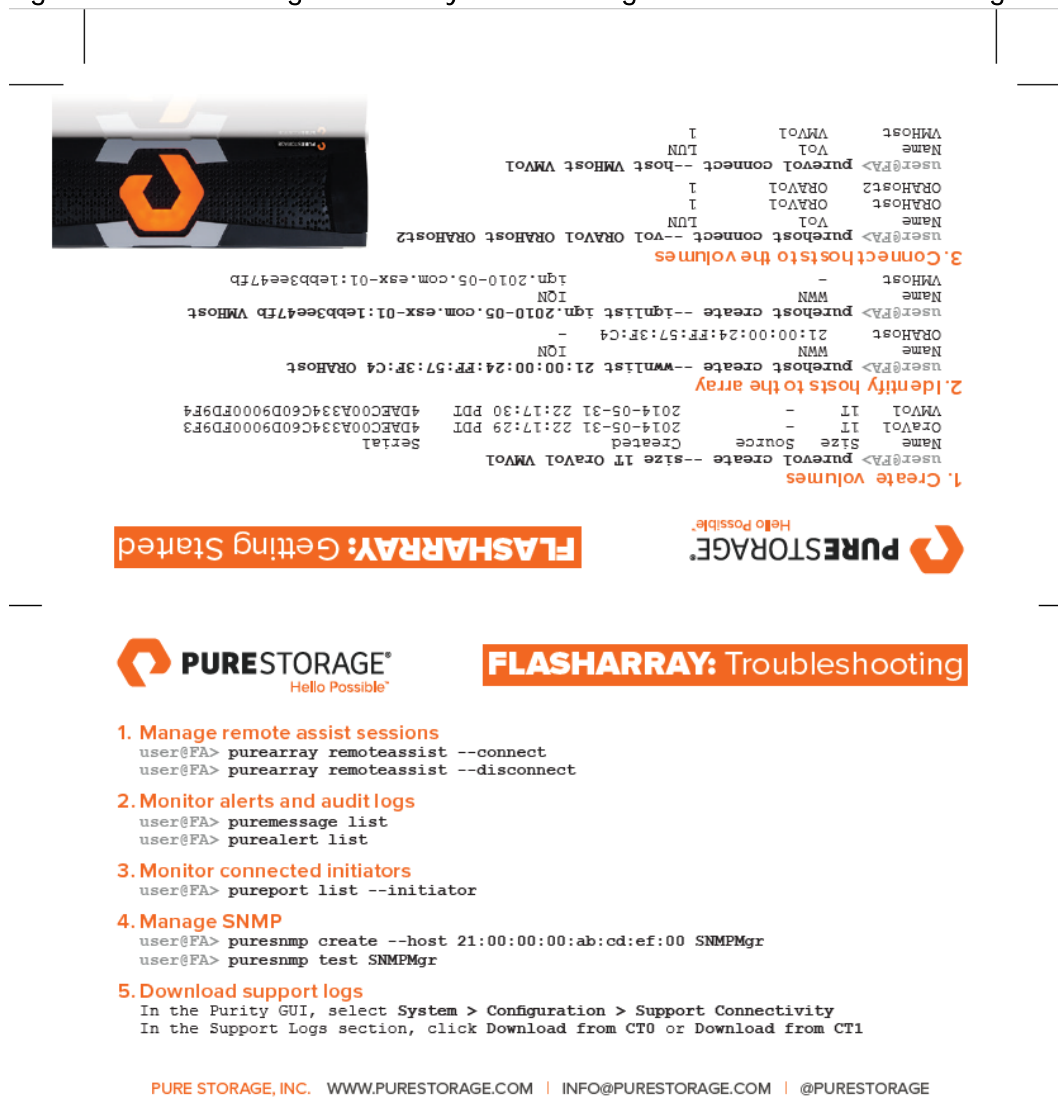 PURESTORAGE®
Hello Possible™
FLASHARRAY: Getting Started
1. Create volumes
user@FA> purevol create --size 1T OraVol VMVol
Name Size Source Created Serial
OraVol 1T - 2014-05-31 22:17:29 PDT 4DAEC00A334C60D9000FD9F3
VMVol 1T - 2014-05-31 22:17:30 PDT 4DAEC00A334C60D9000FD9F4
2. Identify hosts to the array
user@FA> purehost create --wwnlist 21:00:00:24:FF:57:3F:C4 ORAHost
Name WWN IQN
ORAHost 21:00:00:24:FF:57:3F:C4 -
user@FA> purehost create --iqnlist iqn.2010-05.com.esx-01:1ebb3ee47fb VMHost
Name WWN IQN
VMHost - iqn.2010-05.com.esx-01:1ebb3ee47fb
3. Connect hosts to the volumes
user@FA> purehost connect --vol ORAVol ORAHost ORAHost2
Name Vol LUN
ORAHost ORAVol 1
ORAHost2 ORAVol 1
user@FA> purevol connect --host VMHost VMVol
Name Vol LUN
VMHost VMVol 1
PURESTORAGE
PURESTORAGE®
Hello Possible™
FLASHARRAY: Troubleshooting
1. Manage remote assist sessions
user@FA> purearray remoteassist --connect
user@FA> purearray remoteassist --disconnect
2. Monitor alerts and audit logs
user@FA> puremessage list
user@FA> purealert list
3. Monitor connected initiators
user@FA> pureport list --initiator
4. Manage SNMP
user@FA> puresnmp create --host 21:00:00:00:ab:cd:ef:00 SNMPMgr
user@FA> puresnmp test SNMPMgr
5. Download support logs
In the Purity GUI, select System > Configuration > Support Connectivity
In the Support Logs section, click Download from CT0 or Download from CT1
PURE STORAGE, INC. WWW.PURESTORAGE.COM | INFO@PURESTORAGE.COM | @PURESTORAGE